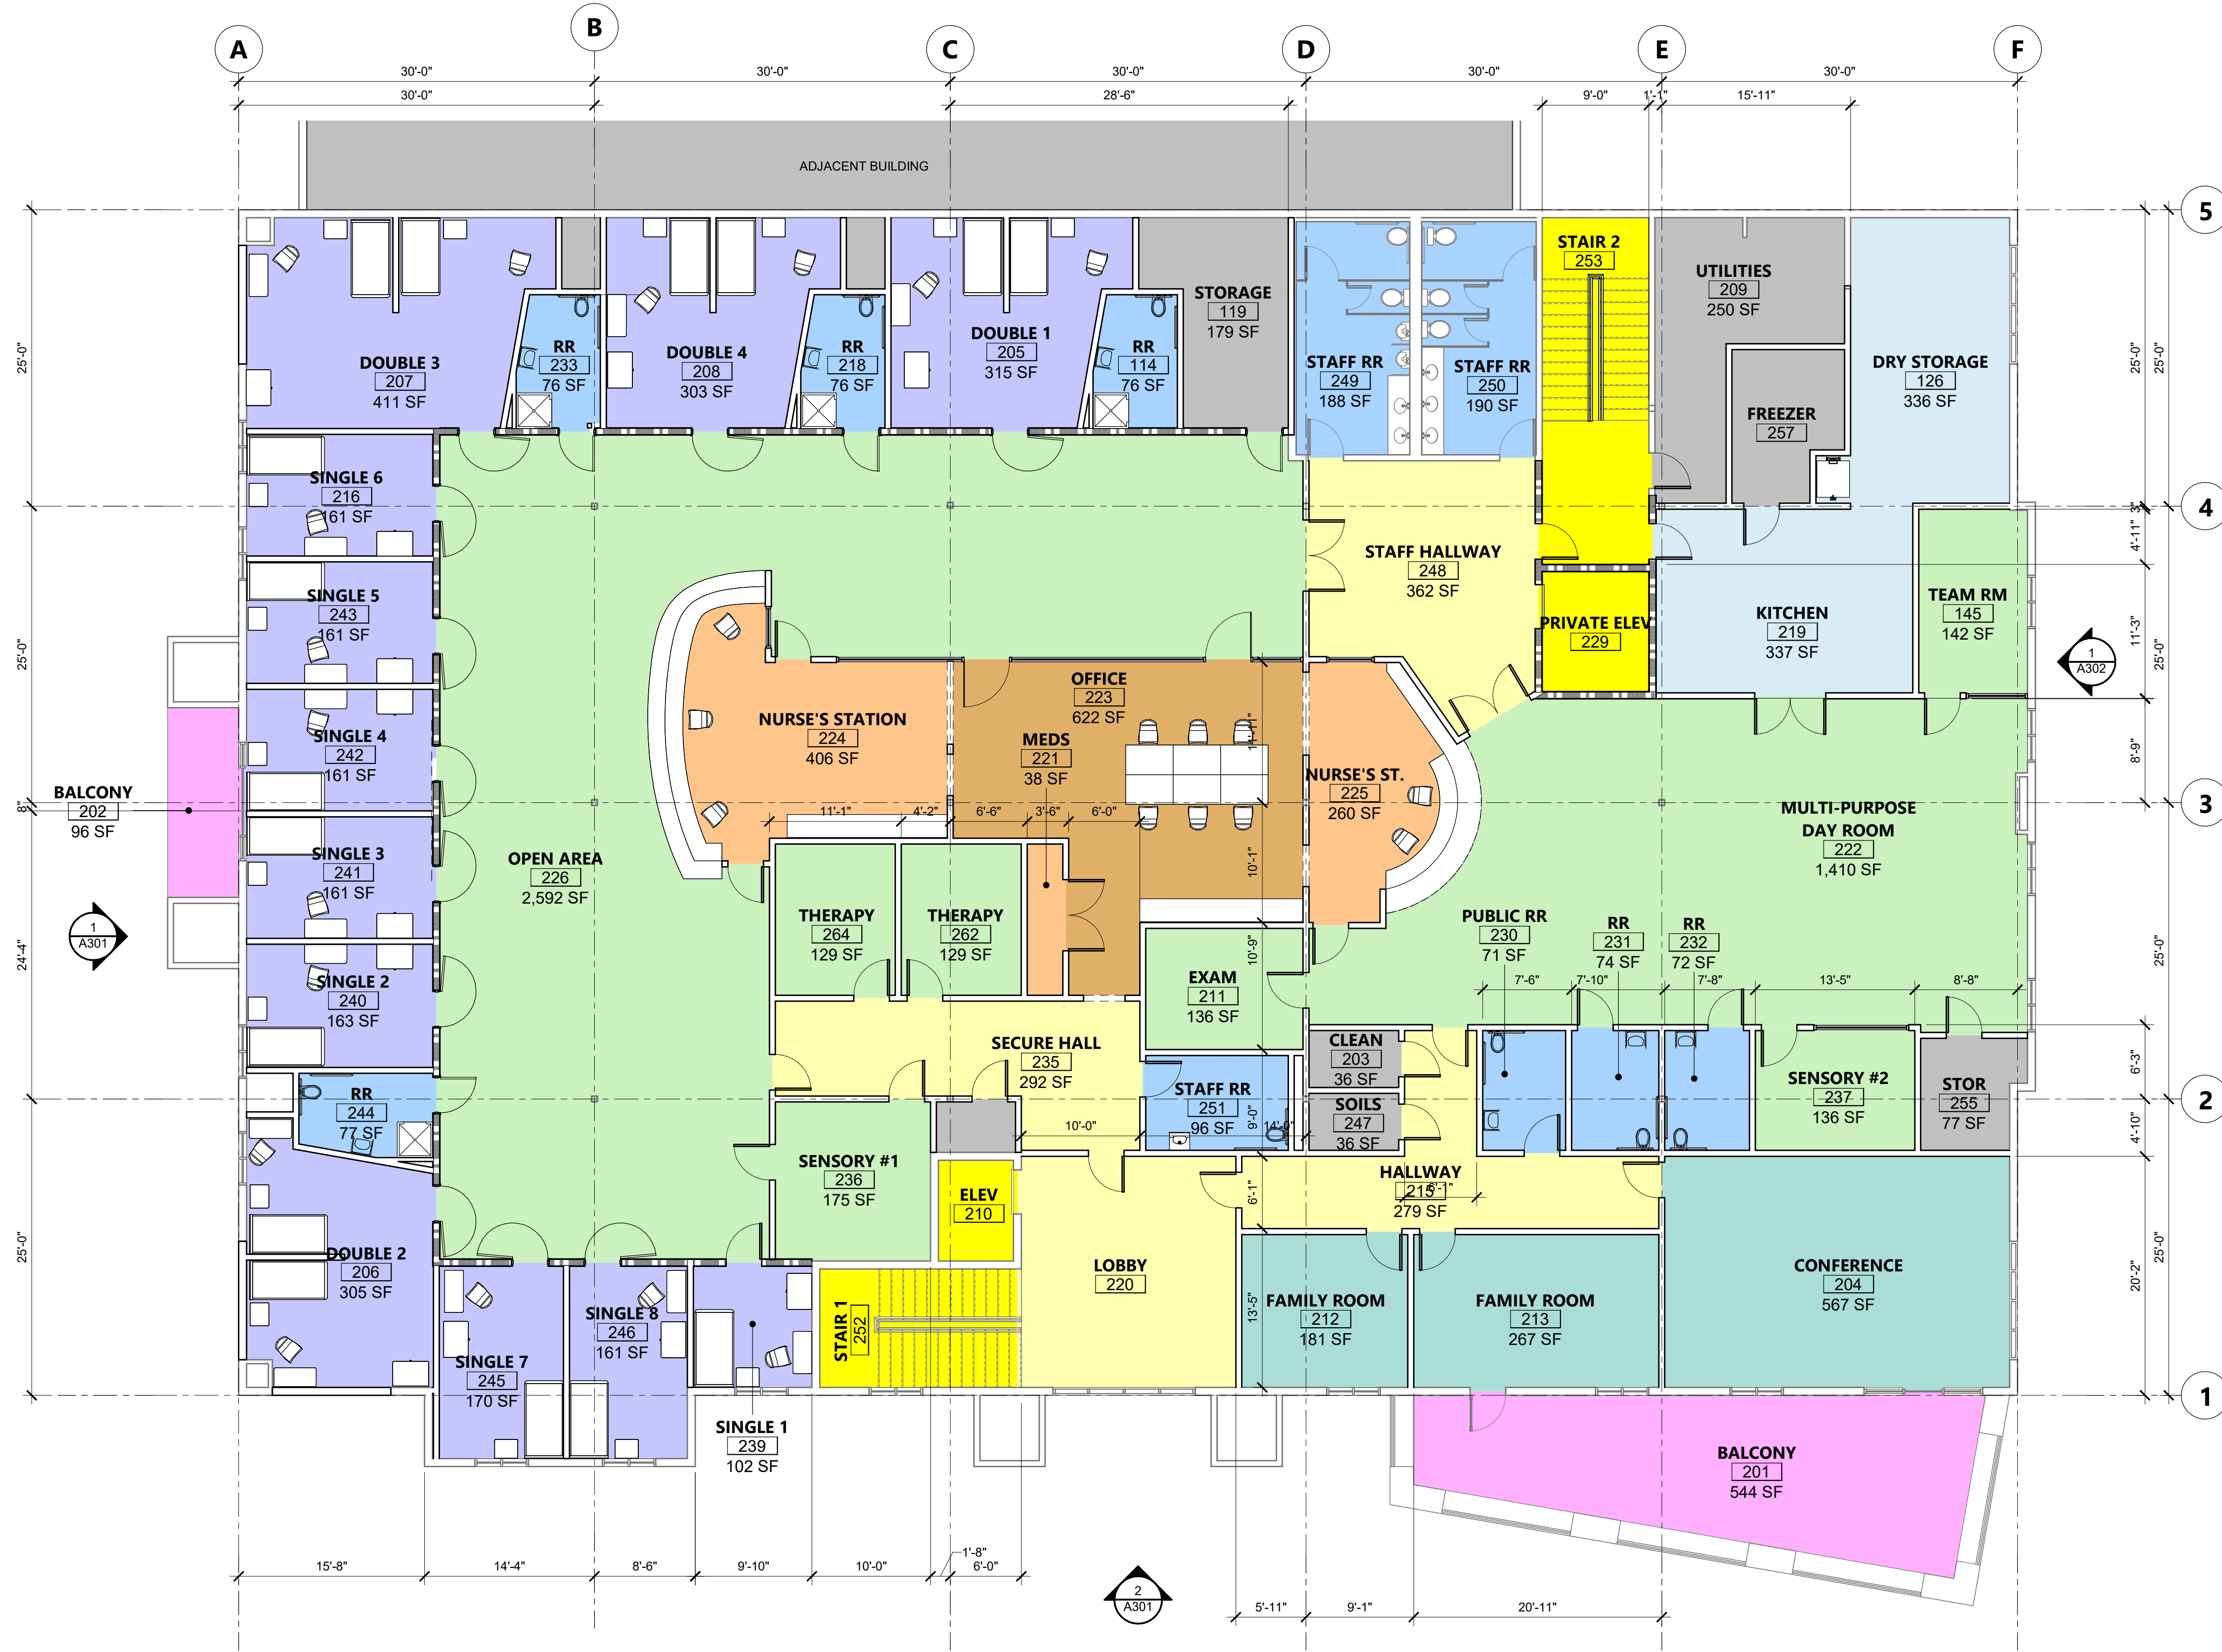 A
B
C
D
E
F
30'-0"
30'-0"
30'-0"
30'-0"
30'-0"
30'-0"
28'-6"
9'-0"
1'-1"
15'-11"
ADJACENT BUILDING
5
4
3
2
1
DOUBLE 3
207
411 SF
RR
233
76 SF
DOUBLE 4
208
303 SF
RR
218
76 SF
DOUBLE 1
205
315 SF
RR
114
76 SF
STORAGE
119
179 SF
STAFF RR
249
188 SF
STAFF RR
250
190 SF
STAIR 2
253
UTILITIES
209
250 SF
FREEZER
257
DRY STORAGE
126
336 SF
SINGLE 6
216
161 SF
SINGLE 5
243
161 SF
SINGLE 4
242
161 SF
SINGLE 3
241
161 SF
SINGLE 2
240
163 SF
BALCONY
202
96 SF
1
A301
OPEN AREA
226
2,592 SF
NURSE'S STATION
224
406 SF
OFFICE
223
622 SF
MEDS
221
38 SF
STAFF HALLWAY
248
362 SF
PRIVATE ELEV
229
KITCHEN
219
337 SF
TEAM RM
145
142 SF
1
A302
NURSE'S ST.
225
260 SF
MULTI-PURPOSE
DAY ROOM
222
1,410 SF
11'-1"
4'-2"
6'-6"
3'-6"
6'-0"
14'-11"
10'-1"
10'-9"
9'-0"
6'-1"
13'-5"
THERAPY
264
129 SF
THERAPY
262
129 SF
EXAM
211
136 SF
PUBLIC RR
230
71 SF
RR
231
74 SF
RR
232
72 SF
7'-6"
7'-10"
7'-8"
13'-5"
8'-8"
SECURE HALL
235
292 SF
CLEAN
203
36 SF
SOILS
247
36 SF
STAFF RR
251
96 SF
10'-0"
14'-0"
SENSORY #2
237
136 SF
STOR
255
77 SF
RR
244
77 SF
SENSORY #1
236
175 SF
ELEV
210
HALLWAY
215
6'-1"
279 SF
DOUBLE 2
206
305 SF
SINGLE 7
245
170 SF
SINGLE 8
246
161 SF
SINGLE 1
239
102 SF
STAIR 1
252
LOBBY
220
FAMILY ROOM
212
181 SF
FAMILY ROOM
213
267 SF
CONFERENCE
204
567 SF
BALCONY
201
544 SF
25'-0"
25'-0"
8"
24'-4"
25'-0"
25'-0"
3"
4'-11"
11'-3"
8'-9"
6'-3"
4'-10"
20'-2"
25'-0"
25'-0"
25'-0"
25'-0"
15'-8"
14'-4"
8'-6"
9'-10"
10'-0"
1'-8"
6'-0"
2
A301
5'-11"
9'-1"
20'-11"